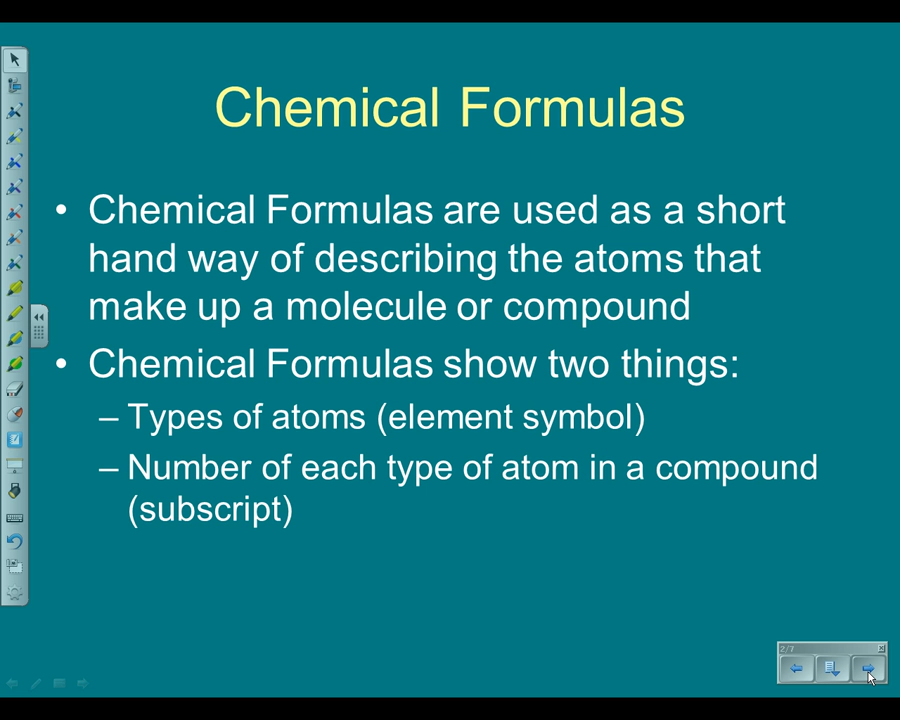 Chemical Formulas
• Chemical Formulas are used as a short
hand way of describing the atoms that
make up a molecule or compound
• Chemical Formulas show two things:
– Types of atoms (element symbol)
– Number of each type of atom in a compound
(subscript)
2/7